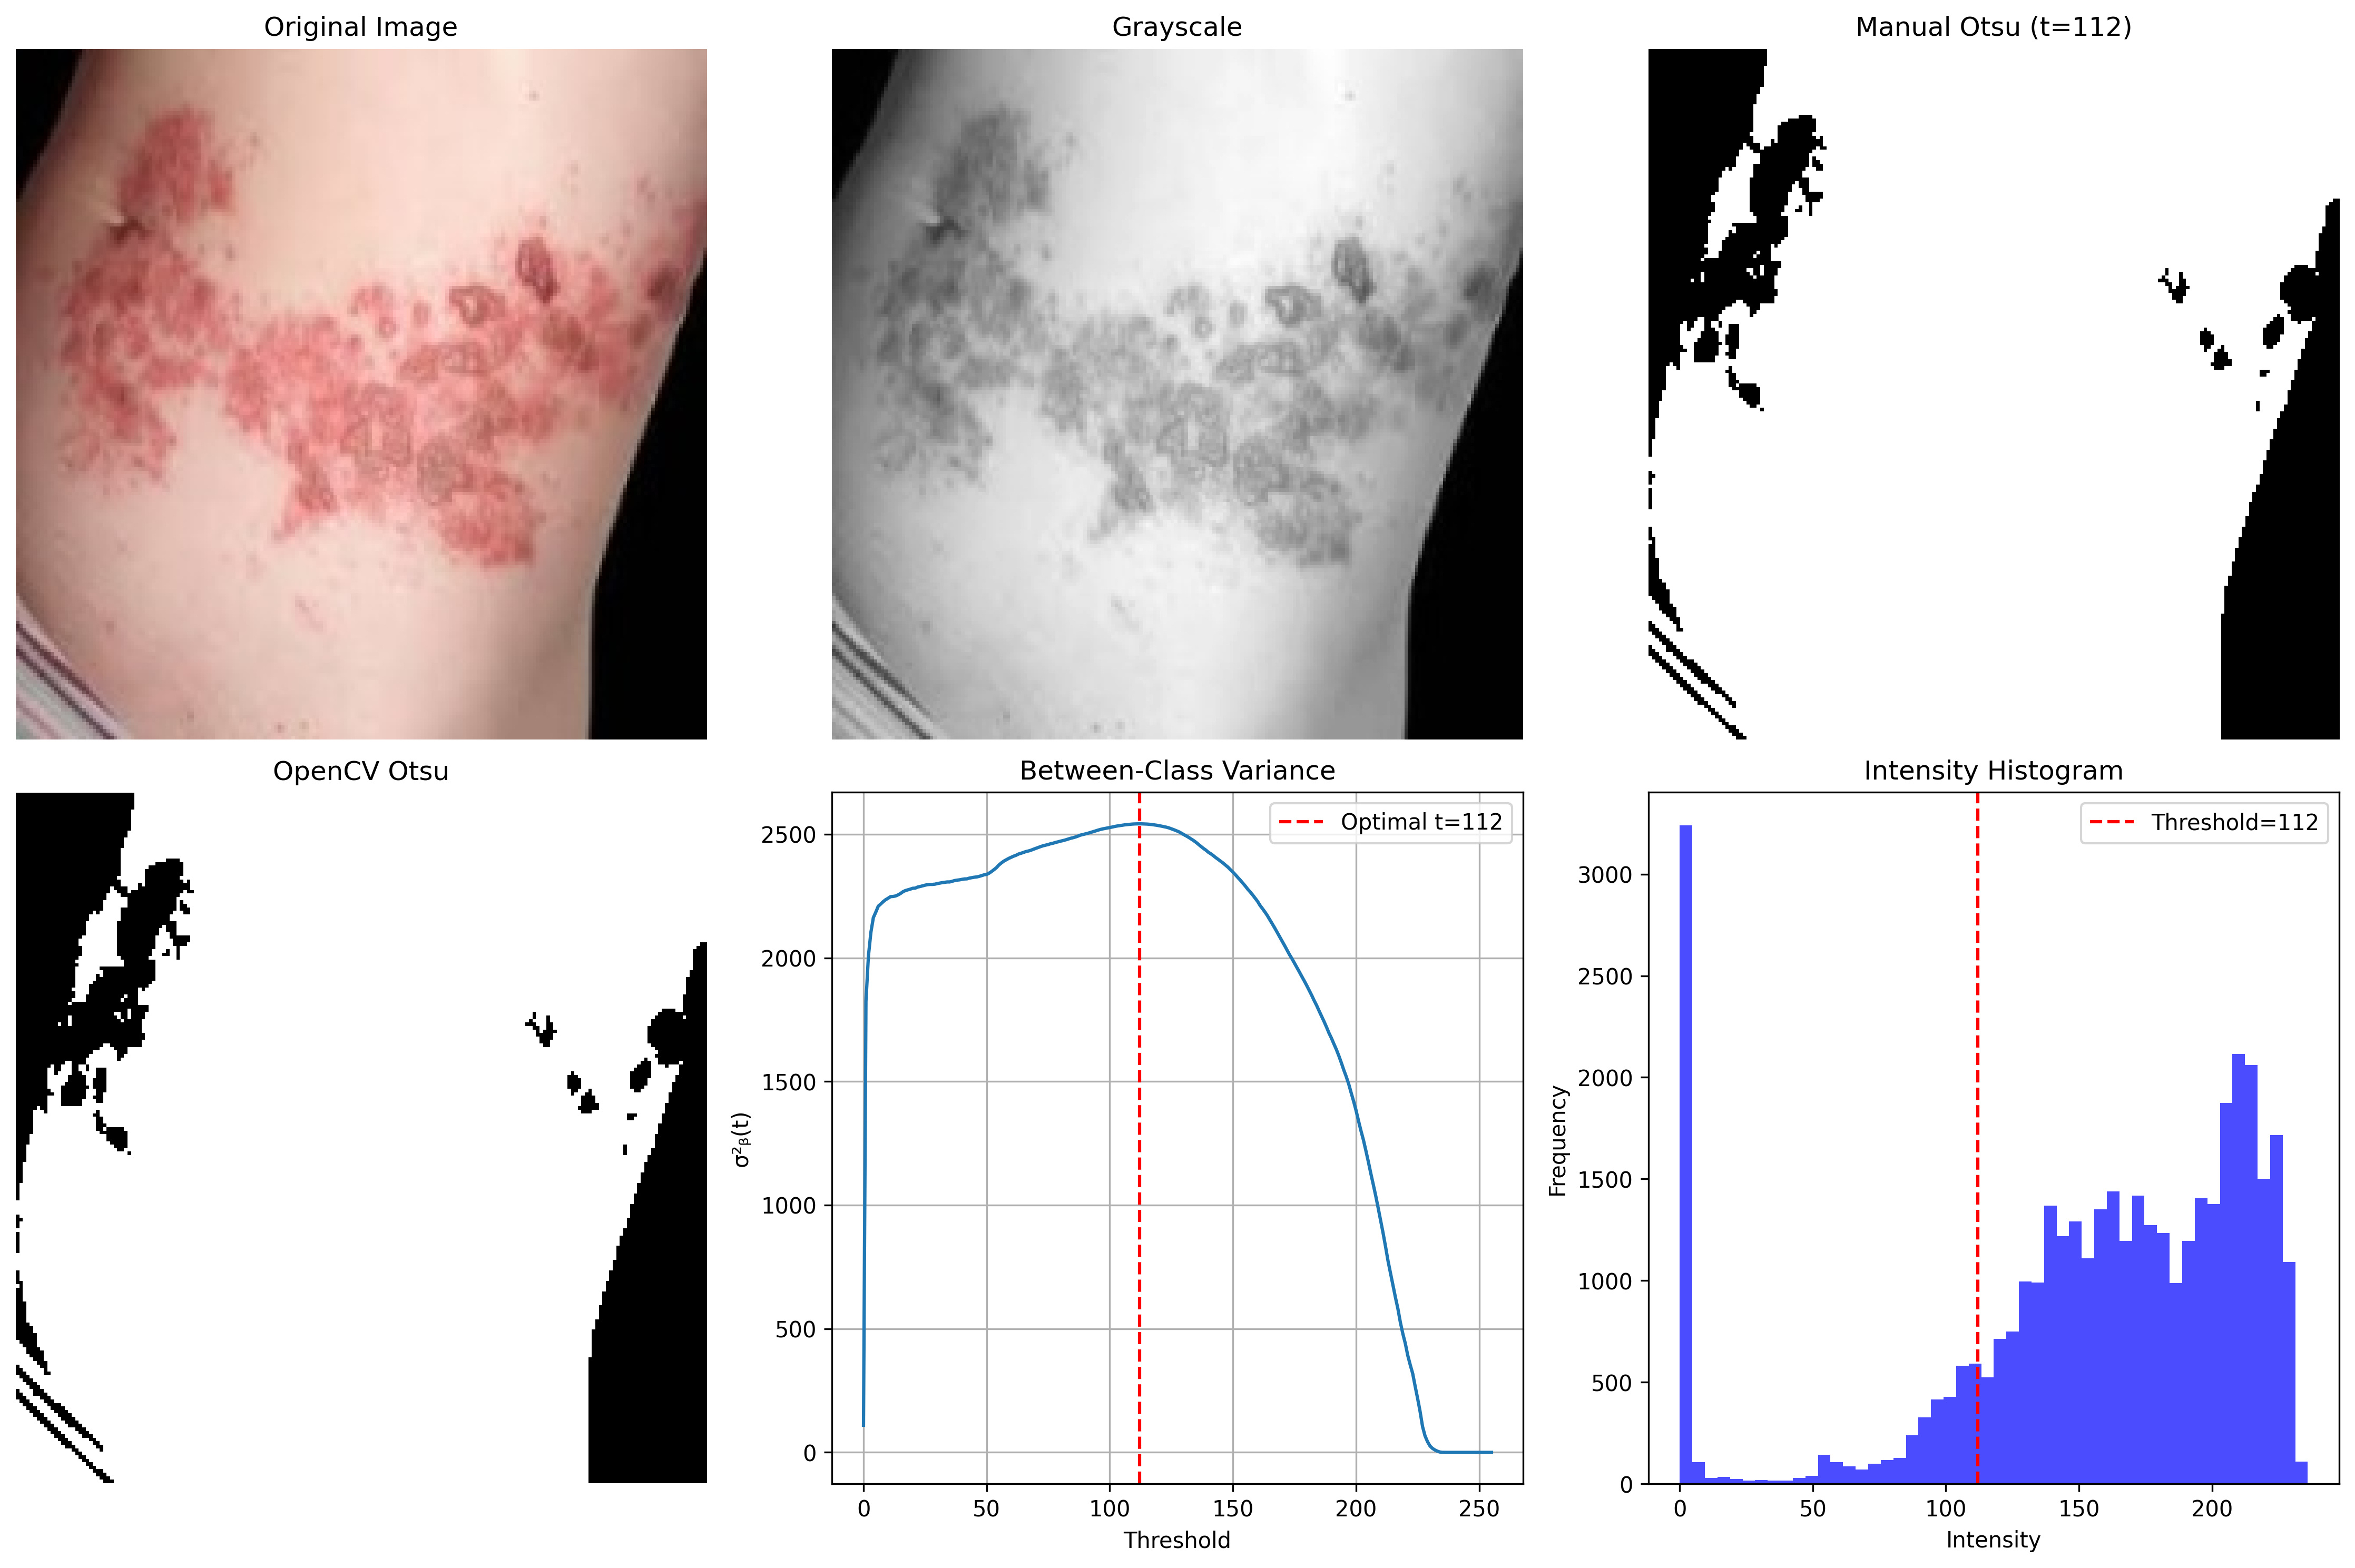 Original Image
Grayscale
Manual Otsu (t=112)
OpenCV Otsu
Between-Class Variance
Optimal t=112
2500
2000
1500
1000
500
0
σ²ᵦ(t)
0 50 100 150 200 250
Threshold
Intensity Histogram
Threshold=112
3000
2500
2000
1500
1000
500
0
Frequency
0 50 100 150 200
Intensity